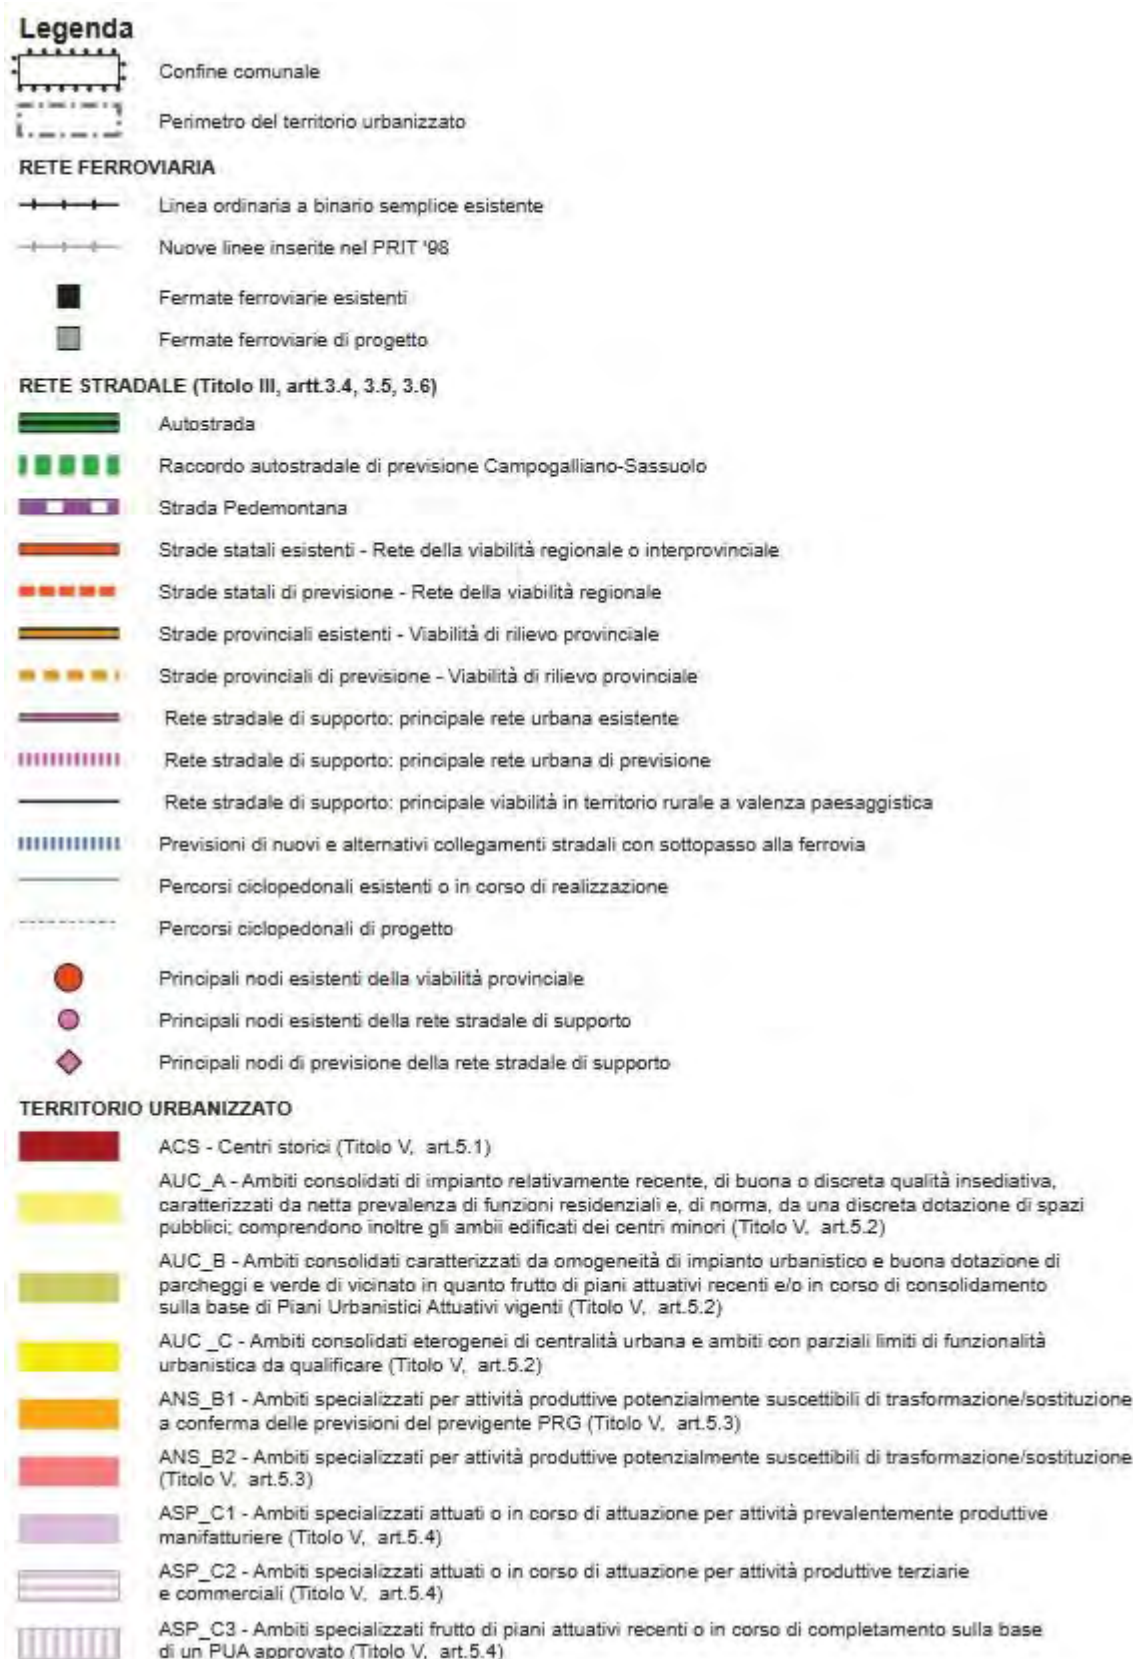 Legenda
Confine comunale
Perimetro del territorio urbanizzato
RETE FERROVIARIA
Linea ordinaria a binario semplice esistente
Nuove linee inserite nel PRIT '98
Fermate ferroviarie esistenti
Fermate ferroviarie di progetto
RETE STRADALE (Titolo III, artt.3.4, 3.5, 3.6)
Autostrada
Raccordo autostradale di previsione Campogalliano-Sassuolo
Strada Pedemontana
Strade statali esistenti - Rete della viabilità regionale o interprovinciale
Strade statali di previsione - Rete della viabilità regionale
Strade provinciali esistenti - Viabilità di rilievo provinciale
Strade provinciali di previsione - Viabilità di rilievo provinciale
Rete stradale di supporto: principale rete urbana esistente
Rete stradale di supporto: principale rete urbana di previsione
Rete stradale di supporto: principale viabilità in territorio rurale a valenza paesaggistica
Previsioni di nuovi e alternativi collegamenti stradali con sottopasso alla ferrovia
Percorsi ciclopedonali esistenti o in corso di realizzazione
Percorsi ciclopedonali di progetto
Principali nodi esistenti della viabilità provinciale
Principali nodi esistenti della rete stradale di supporto
Principali nodi di previsione della rete stradale di supporto
TERRITORIO URBANIZZATO
ACS - Centri storici (Titolo V, art.5.1)
AUC_A - Ambiti consolidati di impianto relativamente recente, di buona o discreta qualità insediativa,
caratterizzati da netta prevalenza di funzioni residenziali e, di norma, da una discreta dotazione di spazi
pubblici; comprendono inoltre gli ambii edificati dei centri minori (Titolo V, art.5.2)
AUC_B - Ambiti consolidati caratterizzati da omogeneità di impianto urbanistico e buona dotazione di
parcheggi e verde di vicinato in quanto frutto di piani attuativi recenti e/o in corso di consolidamento
sulla base di Piani Urbanistici Attuativi vigenti (Titolo V, art.5.2)
AUC _C - Ambiti consolidati eterogenei di centralità urbana e ambiti con parziali limiti di funzionalità
urbanistica da qualificare (Titolo V, art.5.2)
ANS_B1 - Ambiti specializzati per attività produttive potenzialmente suscettibili di trasformazione/sostituzione
a conferma delle previsioni del previgente PRG (Titolo V, art.5.3)
ANS_B2 - Ambiti specializzati per attività produttive potenzialmente suscettibili di trasformazione/sostituzione
(Titolo V, art.5.3)
ASP_C1 - Ambiti specializzati attuati o in corso di attuazione per attività prevalentemente produttive
manifatturiere (Titolo V, art.5.4)
ASP_C2 - Ambiti specializzati attuati o in corso di attuazione per attività produttive terziarie
e commerciali (Titolo V, art.5.4)
ASP_C3 - Ambiti specializzati frutto di piani attuativi recenti o in corso di completamento sulla base
di un PUA approvato (Titolo V, art.5.4)